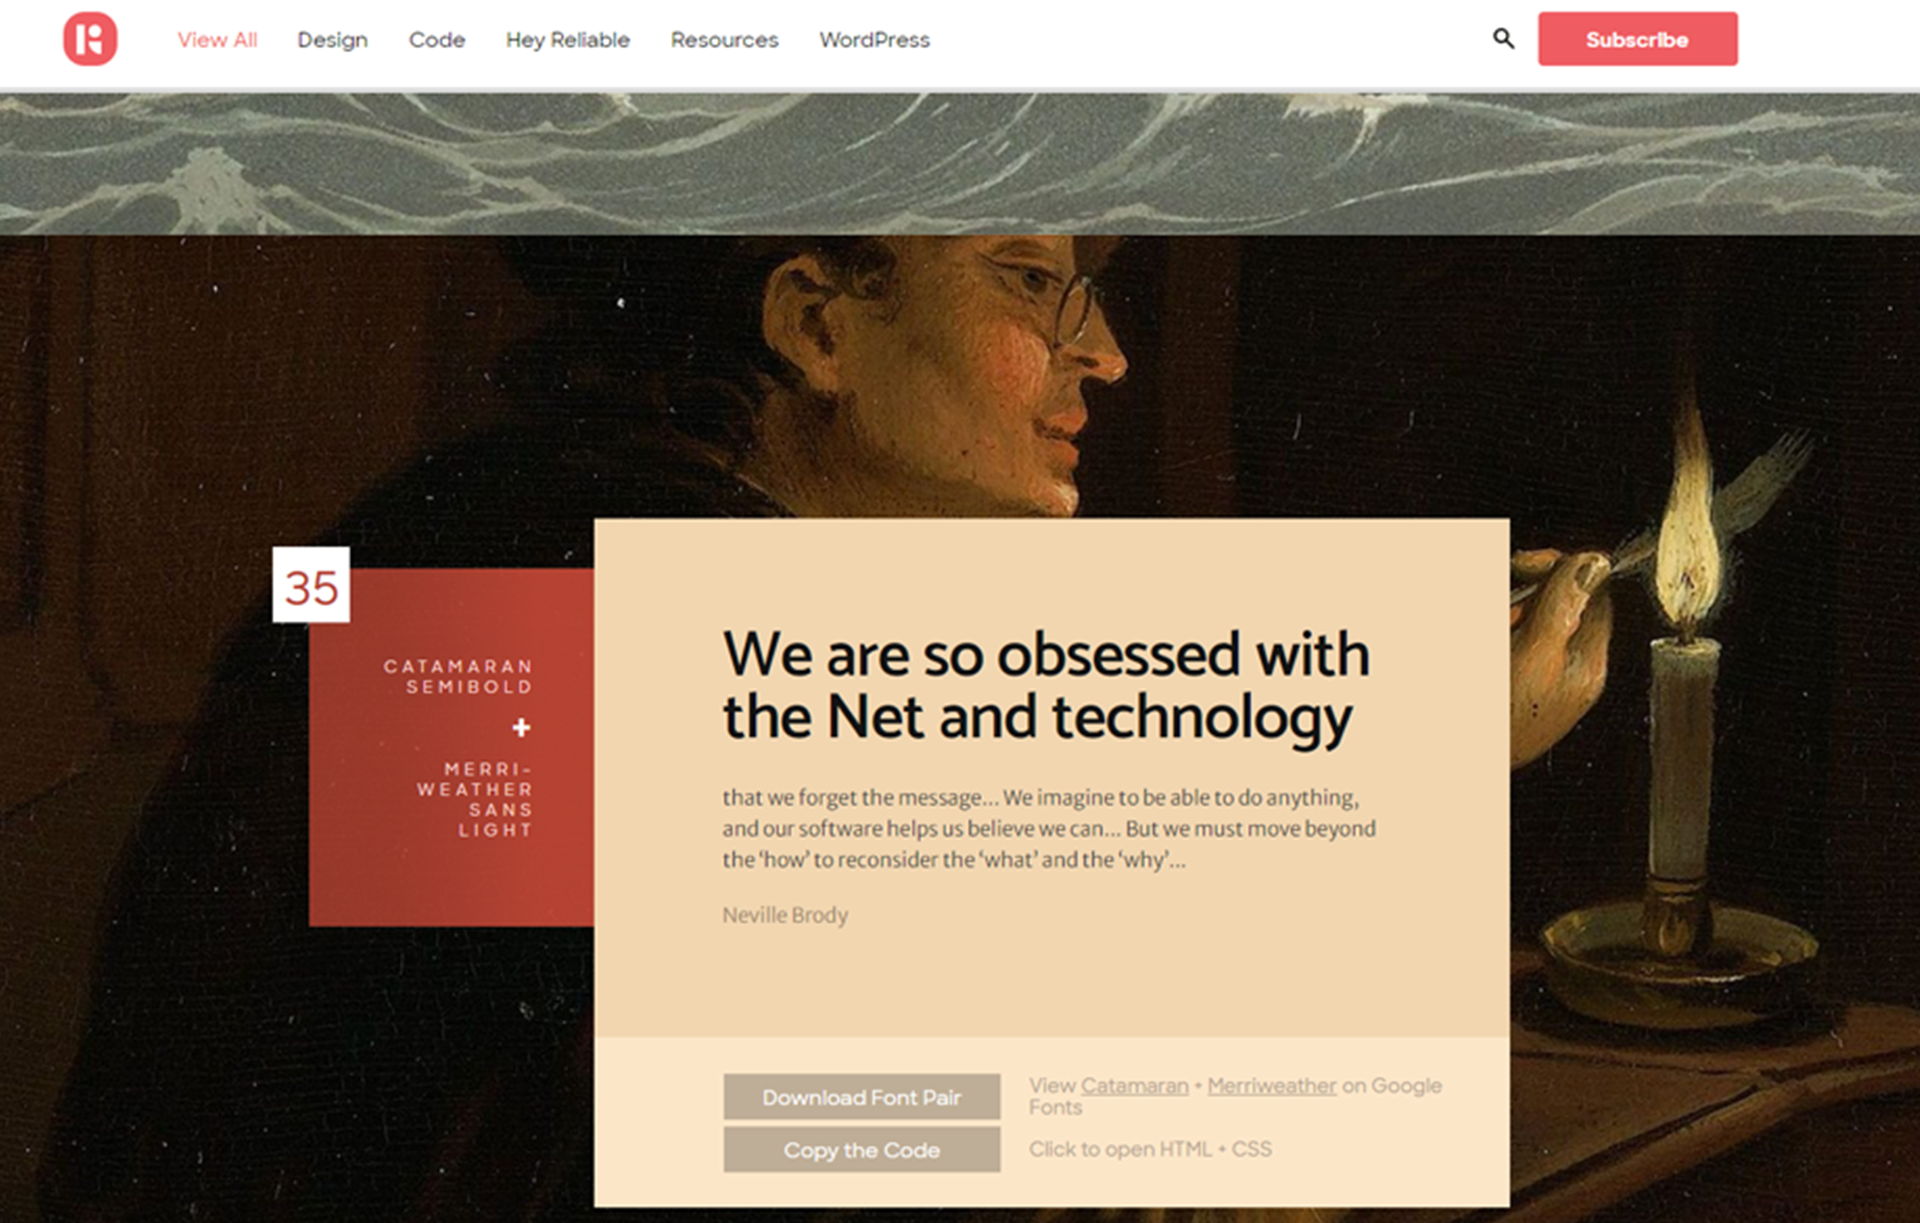 View All Design Code Hey Reliable Resources WordPress Subscribe
35
CATAMARAN
SEMIBOLD
+
MERRI-
WEATHER
SANS
LIGHT
We are so obsessed with
the Net and technology
that we forget the message... We imagine to be able to do anything,
and our software helps us believe we can... But we must move beyond
the ‘how’ to reconsider the ‘what’ and the ‘why’...
Neville Brody
Download Font Pair
View Catamaran + Merriweather on Google
Fonts
Copy the Code
Click to open HTML + CSS